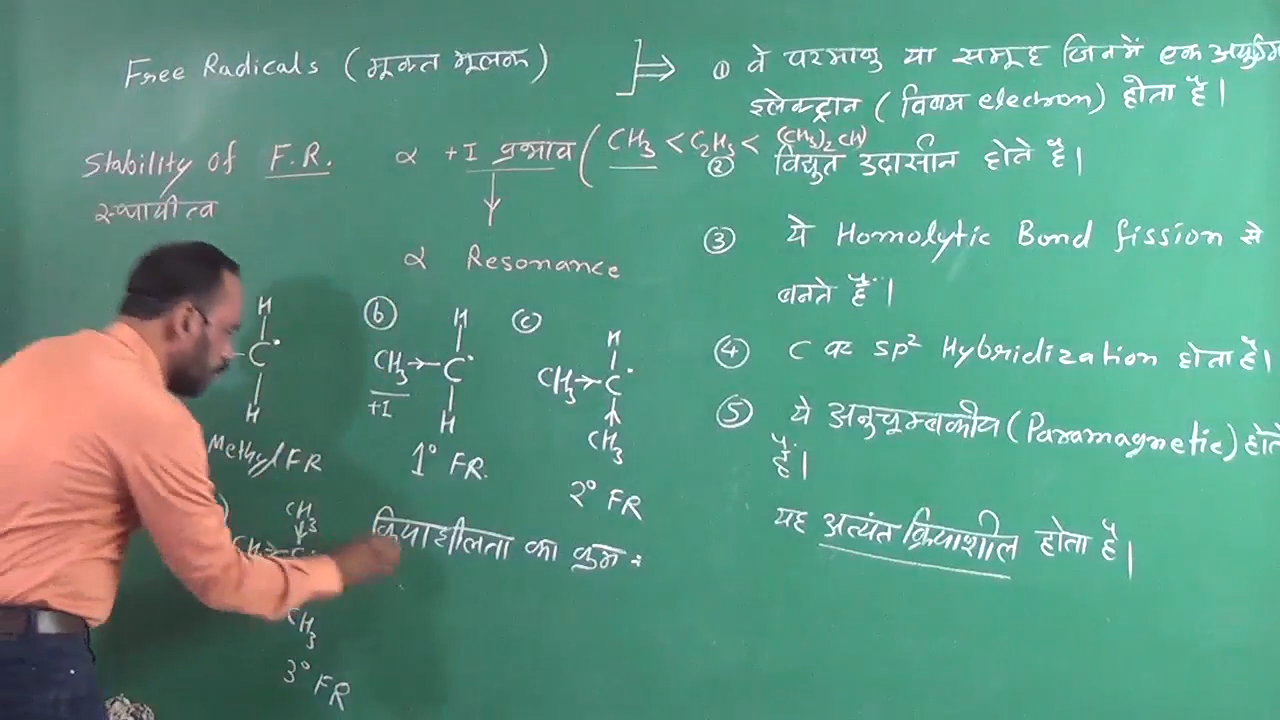 Free Radicals (मूक्त मूलक)
① वे परमाणु या समूह जिनमें एक अयुग्म
इलेक्ट्रान (विषम electron) होता है।
Stability of F.R. ∝ +I प्रभाव ( CH3 < C2H5 < (CH3)2 CH)
स्थायीत्व
② विद्युत उदासीन होते है।
∝ Resonance
③ ये Homolytic Bond fission से
बनते है।
H
C•
H
Methyl FR
ⓑ
H
CH3→C•
+I
H
1° FR.
ⓒ
H
CH3→C•
CH3
2° FR
④ C का sp² Hybridization होता है।
⑤ ये अनुचूम्बकीय (Paramagnetic) होते
है।
यह अत्यंत क्रियाशील होता है।
CH3
CH3
3° FR
क्रियाशीलता का क्रम :